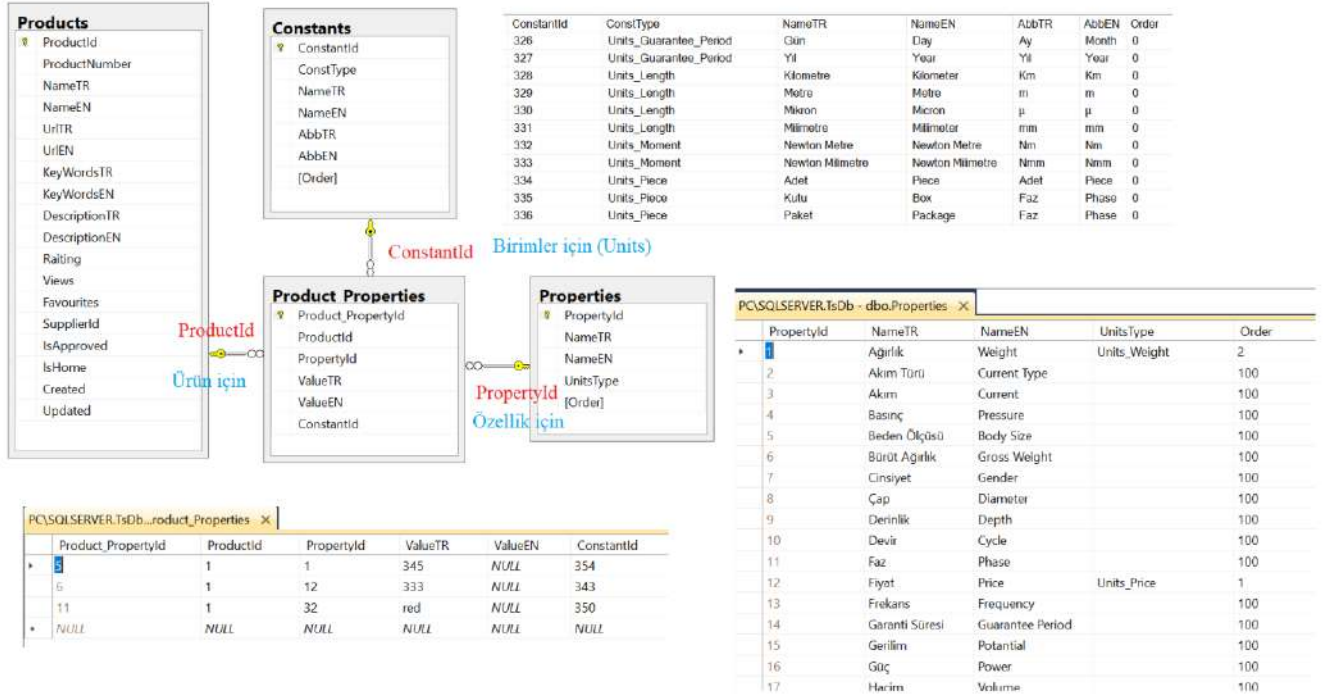 Products
ProductId
ProductNumber
NameTR
NameEN
UrlTR
UrlEN
KeyWordsTR
KeyWordsEN
DescriptionTR
DescriptionEN
Raiting
Views
Favourites
SupplierId
IsApproved
IsHome
Created
Updated
Constants
ConstantId
ConstType
NameTR
NameEN
AbbTR
AbbEN
[Order]
ConstantId ConstType NameTR NameEN AbbTR AbbEN Order
326 Units_Guarantee_Period Gün Day Ay Month 0
327 Units_Guarantee_Period Yıl Year Yıl Year 0
328 Units_Length Kilometre Kilometer Km Km 0
329 Units_Length Metre Metre m m 0
330 Units_Length Mikron Micron µ µ 0
331 Units_Length Milimetre Millimeter mm mm 0
332 Units_Moment Newton Metre Newton Metre Nm Nm 0
333 Units_Moment Newton Milimetre Newton Milimetre Nmm Nmm 0
334 Units_Piece Adet Piece Adet Piece 0
335 Units_Piece Kutu Box Faz Phase 0
336 Units_Piece Paket Package Faz Phase 0
ConstantId
Birimler için (Units)
Product_Properties
Product_PropertyId
ProductId
PropertyId
ValueTR
ValueEN
ConstantId
ProductId
Ürün için
Properties
PropertyId
NameTR
NameEN
UnitsType
[Order]
PropertyId
Özellik için
PC\SQLSERVER.TsDb - dbo.Properties
PropertyId NameTR NameEN UnitsType Order
1 Ağırlık Weight Units_Weight 2
2 Akım Türü Current Type 100
3 Akım Current 100
4 Basınç Pressure 100
5 Beden Ölçüsü Body Size 100
6 Bürüt Ağırlık Gross Weight 100
7 Cinsiyet Gender 100
8 Çap Diameter 100
9 Derinlik Depth 100
10 Devir Cycle 100
11 Faz Phase 100
12 Fiyat Price Units_Price 1
13 Frekans Frequency 100
14 Garanti Süresi Guarantee Period 100
15 Gerilim Potantial 100
16 Güç Power 100
17 Hacim Volume 100
PC\SQLSERVER.TsDb...roduct_Properties
Product_PropertyId ProductId PropertyId ValueTR ValueEN ConstantId
5 1 1 345 NULL 354
6 1 12 333 NULL 343
11 1 32 red NULL 350
NULL NULL NULL NULL NULL NULL